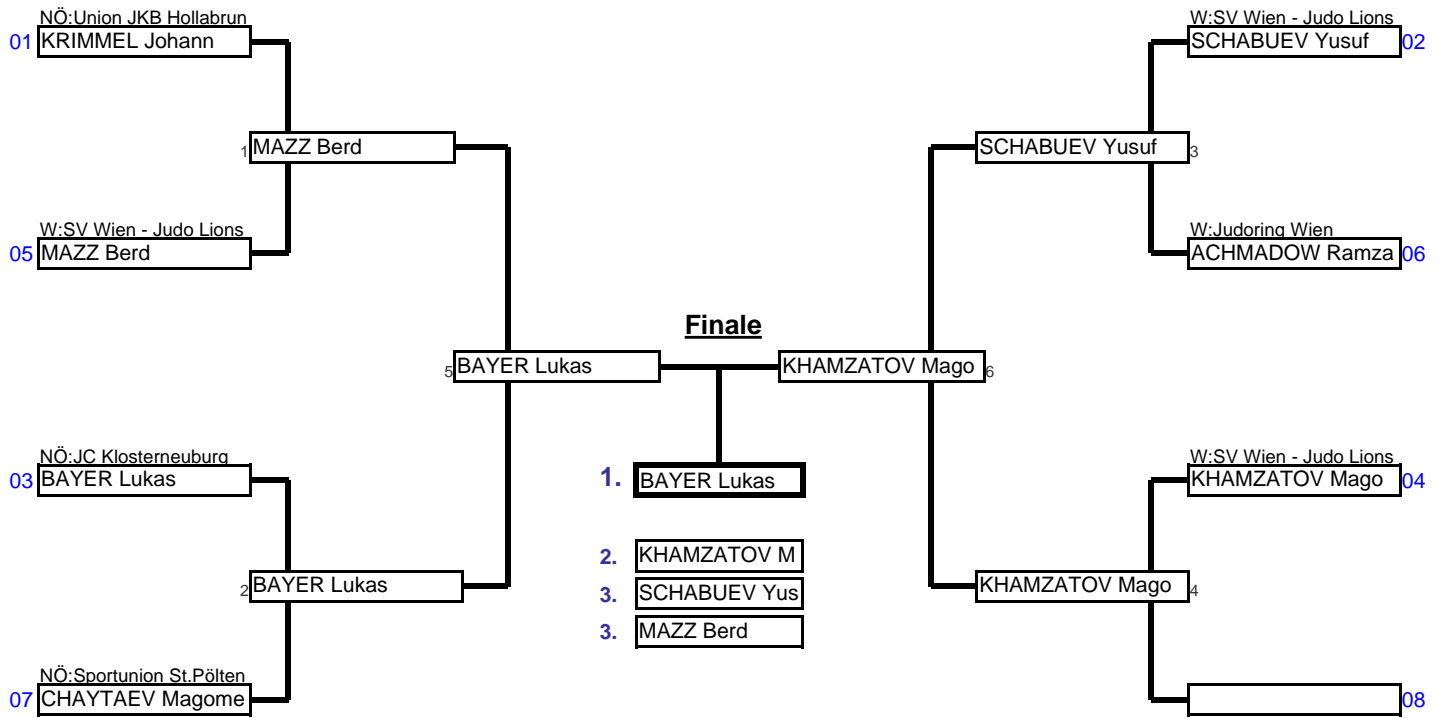 NÖ:Union JKB Hollabrun
01 KRIMMEL Johann
1 MAZZ Berd
W:SV Wien - Judo Lions
05 MAZZ Berd
5 BAYER Lukas
NÖ:JC Klosterneuburg
03 BAYER Lukas
2 BAYER Lukas
NÖ:Sportunion St.Pölten
07 CHAYTAEV Magome
Finale
1. BAYER Lukas
2. KHAMZATOV M
3. SCHABUEV Yus
3. MAZZ Berd
W:SV Wien - Judo Lions
SCHABUEV Yusuf 02
SCHABUEV Yusuf 3
W:Judoring Wien
ACHMADOW Ramza 06
KHAMZATOV Mago 6
W:SV Wien - Judo Lions
KHAMZATOV Mago 04
KHAMZATOV Mago 4
08